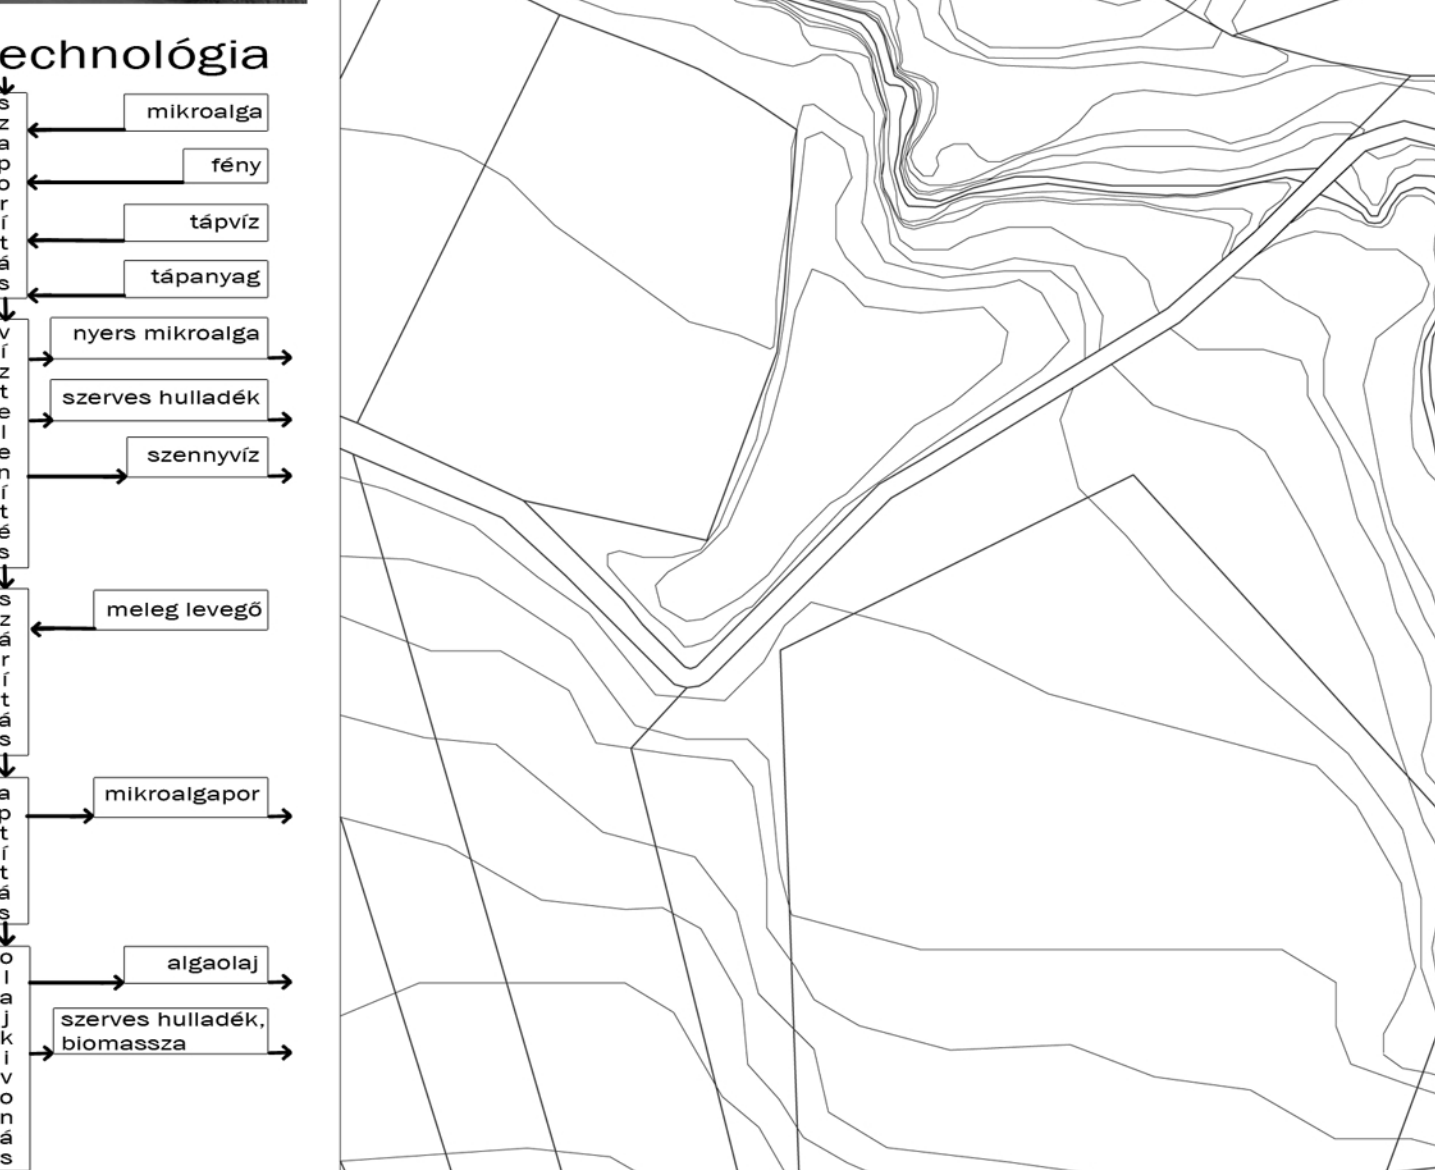 echnológia
szaporítás
mikroalga
fény
tápvíz
tápanyag
víztelenítés
nyers mikroalga
szerves hulladék
szennyvíz
szárítás
meleg levegő
aptítás
mikroalgapor
olajkivonás
algaolaj
szerves hulladék,
biomassza